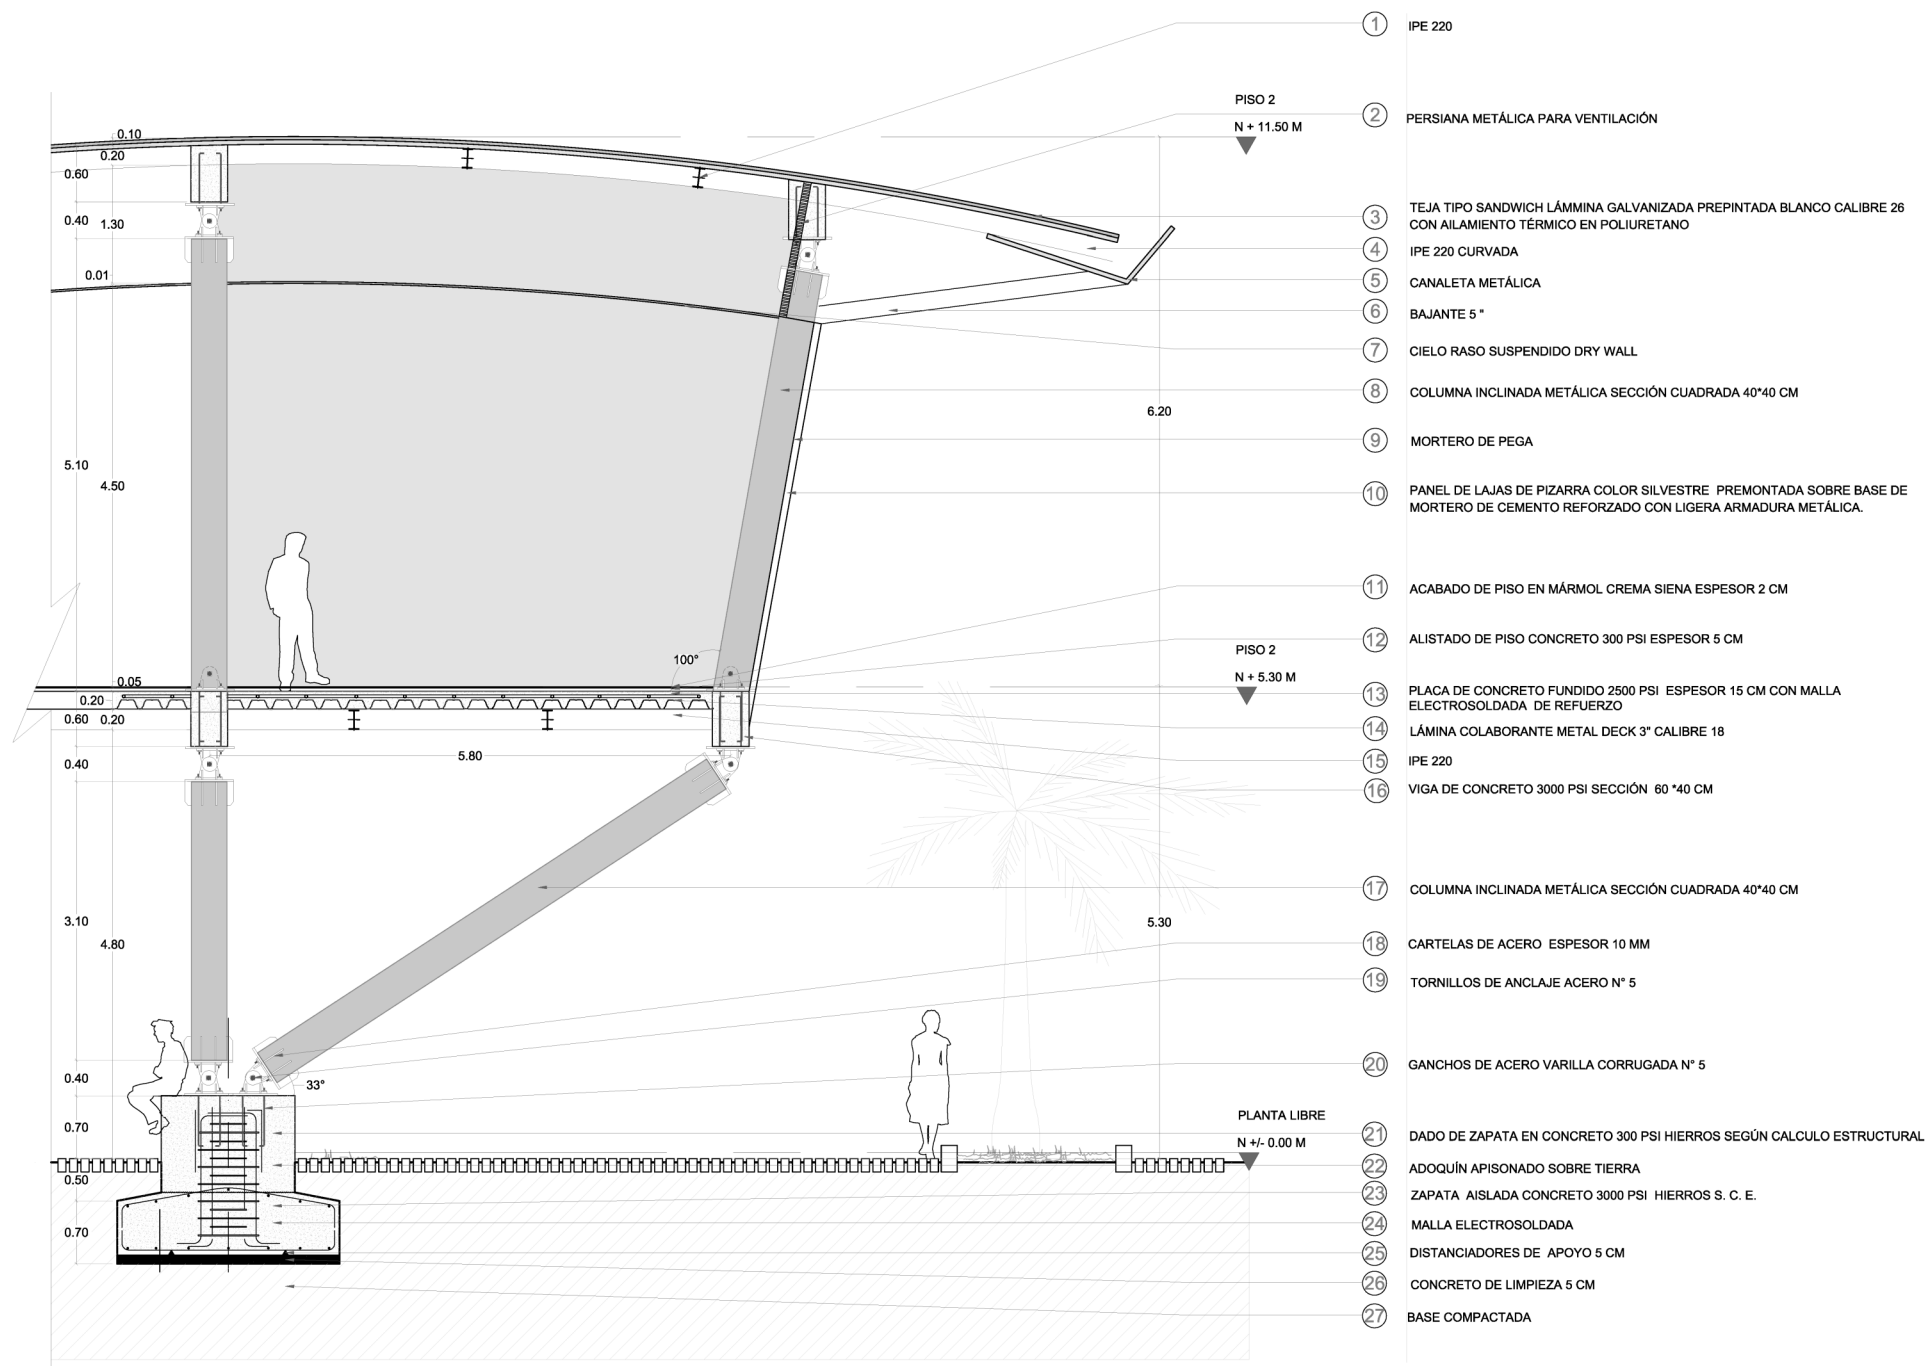 1 IPE 220
PISO 2
N + 11.50 M
2 PERSIANA METÁLICA PARA VENTILACIÓN
0.10
0.20
0.60
0.40 1.30
3 TEJA TIPO SANDWICH LÁMMINA GALVANIZADA PREPINTADA BLANCO CALIBRE 26
CON AILAMIENTO TÉRMICO EN POLIURETANO
4 IPE 220 CURVADA
0.01
5 CANALETA METÁLICA
6 BAJANTE 5 "
7 CIELO RASO SUSPENDIDO DRY WALL
8 COLUMNA INCLINADA METÁLICA SECCIÓN CUADRADA 40*40 CM
6.20
9 MORTERO DE PEGA
5.10
4.50
10 PANEL DE LAJAS DE PIZARRA COLOR SILVESTRE PREMONTADA SOBRE BASE DE
MORTERO DE CEMENTO REFORZADO CON LIGERA ARMADURA METÁLICA.
11 ACABADO DE PISO EN MÁRMOL CREMA SIENA ESPESOR 2 CM
12 ALISTADO DE PISO CONCRETO 300 PSI ESPESOR 5 CM
100°
PISO 2
N + 5.30 M
0.05
0.20
0.60 0.20
13 PLACA DE CONCRETO FUNDIDO 2500 PSI ESPESOR 15 CM CON MALLA
ELECTROSOLDADA DE REFUERZO
14 LÁMINA COLABORANTE METAL DECK 3" CALIBRE 18
5.80
0.40
15 IPE 220
16 VIGA DE CONCRETO 3000 PSI SECCIÓN 60 *40 CM
17 COLUMNA INCLINADA METÁLICA SECCIÓN CUADRADA 40*40 CM
3.10
4.80
5.30
18 CARTELAS DE ACERO ESPESOR 10 MM
19 TORNILLOS DE ANCLAJE ACERO N° 5
20 GANCHOS DE ACERO VARILLA CORRUGADA N° 5
0.40
33°
0.70
PLANTA LIBRE
N +/- 0.00 M
21 DADO DE ZAPATA EN CONCRETO 300 PSI HIERROS SEGÚN CALCULO ESTRUCTURAL
22 ADOQUÍN APISONADO SOBRE TIERRA
0.50
23 ZAPATA AISLADA CONCRETO 3000 PSI HIERROS S. C. E.
24 MALLA ELECTROSOLDADA
0.70
25 DISTANCIADORES DE APOYO 5 CM
26 CONCRETO DE LIMPIEZA 5 CM
27 BASE COMPACTADA